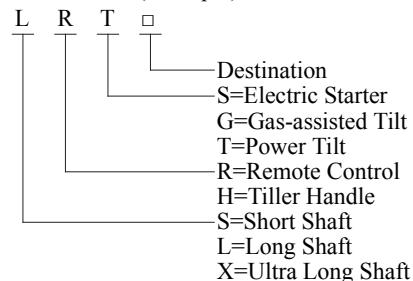 L R T □
Destination
S=Electric Starter
G=Gas-assisted Tilt
T=Power Tilt
R=Remote Control
H=Tiller Handle
S=Short Shaft
L=Long Shaft
X=Ultra Long Shaft